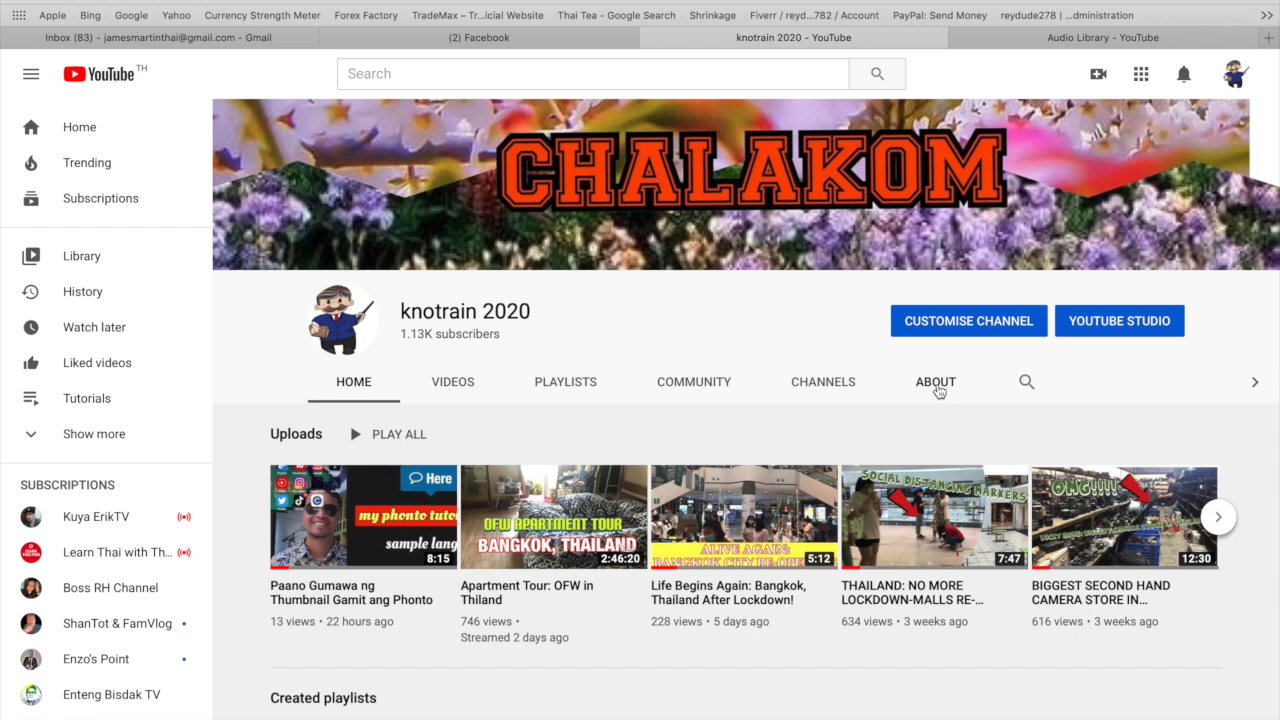 Apple Bing Google Yahoo Currency Strength Meter Forex Factory TradeMax – Tr...icial Website Thai Tea - Google Search Shrinkage Fiverr / reyd...782 / Account PayPal: Send Money reydude278 | ...dministration
Inbox (83) - jamesmartinthai@gmail.com - Gmail (2) Facebook knotrain 2020 - YouTube Audio Library - YouTube
YouTube TH
Search
Home
Trending
Subscriptions
Library
History
Watch later
Liked videos
Tutorials
Show more
SUBSCRIPTIONS
Kuya ErikTV
Learn Thai with Th...
Boss RH Channel
ShanTot & FamVlog
Enzo's Point
Enteng Bisdak TV
CHALAKOM
knotrain 2020
1.13K subscribers
CUSTOMISE CHANNEL YOUTUBE STUDIO
HOME VIDEOS PLAYLISTS COMMUNITY CHANNELS ABOUT
Uploads PLAY ALL
Here
my phonto tuto
sample lang
8:15
Paano Gumawa ng
Thumbnail Gamit ang Phonto
13 views • 22 hours ago
OFW APARTMENT TOUR
BANGKOK, THAILAND
2:46:20
Apartment Tour: OFW in
Thiland
746 views •
Streamed 2 days ago
ALIVE AGAIN:
BANGKOK CITY RE-OPE
5:12
Life Begins Again: Bangkok,
Thailand After Lockdown!
228 views • 5 days ago
SOCIAL DISTANCING MARKERS
7:47
THAILAND: NO MORE
LOCKDOWN-MALLS RE-...
634 views • 3 weeks ago
OMG!!!!
12:30
BIGGEST SECOND HAND
CAMERA STORE IN...
616 views • 3 weeks ago
Created playlists